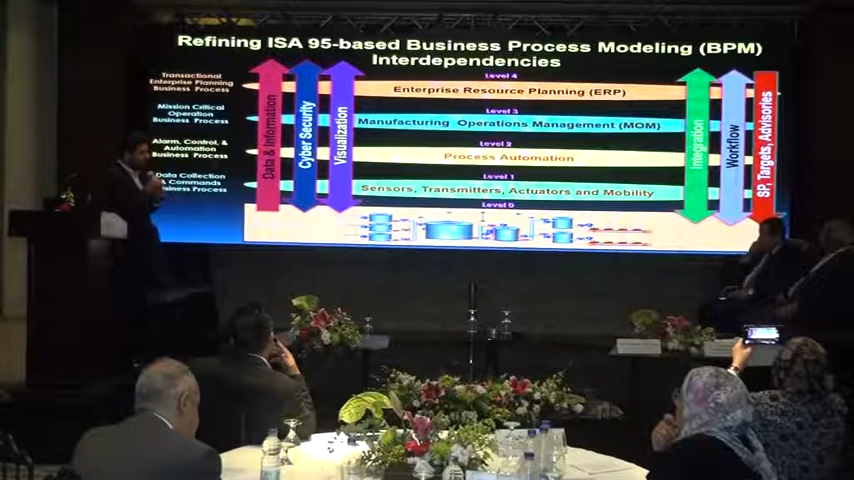 Refining ISA 95-based Business Process Modeling (BPM)
Interdependencies
Transactional
Enterprise Planning
Business Process
Mission Critical
Operation
Business Process
Alarm, Control, &
Automation
Business Process
Data Collection
& Commands
Business Process
Data & Information
Cyber Security
Visualization
Level 4
Enterprise Resource Planning (ERP)
Level 3
Manufacturing Operations Management (MOM)
Level 2
Process Automation
Level 1
Sensors, Transmitters, Actuators and Mobility
Level 0
Integration
Workflow
SP, Targets, Advisories